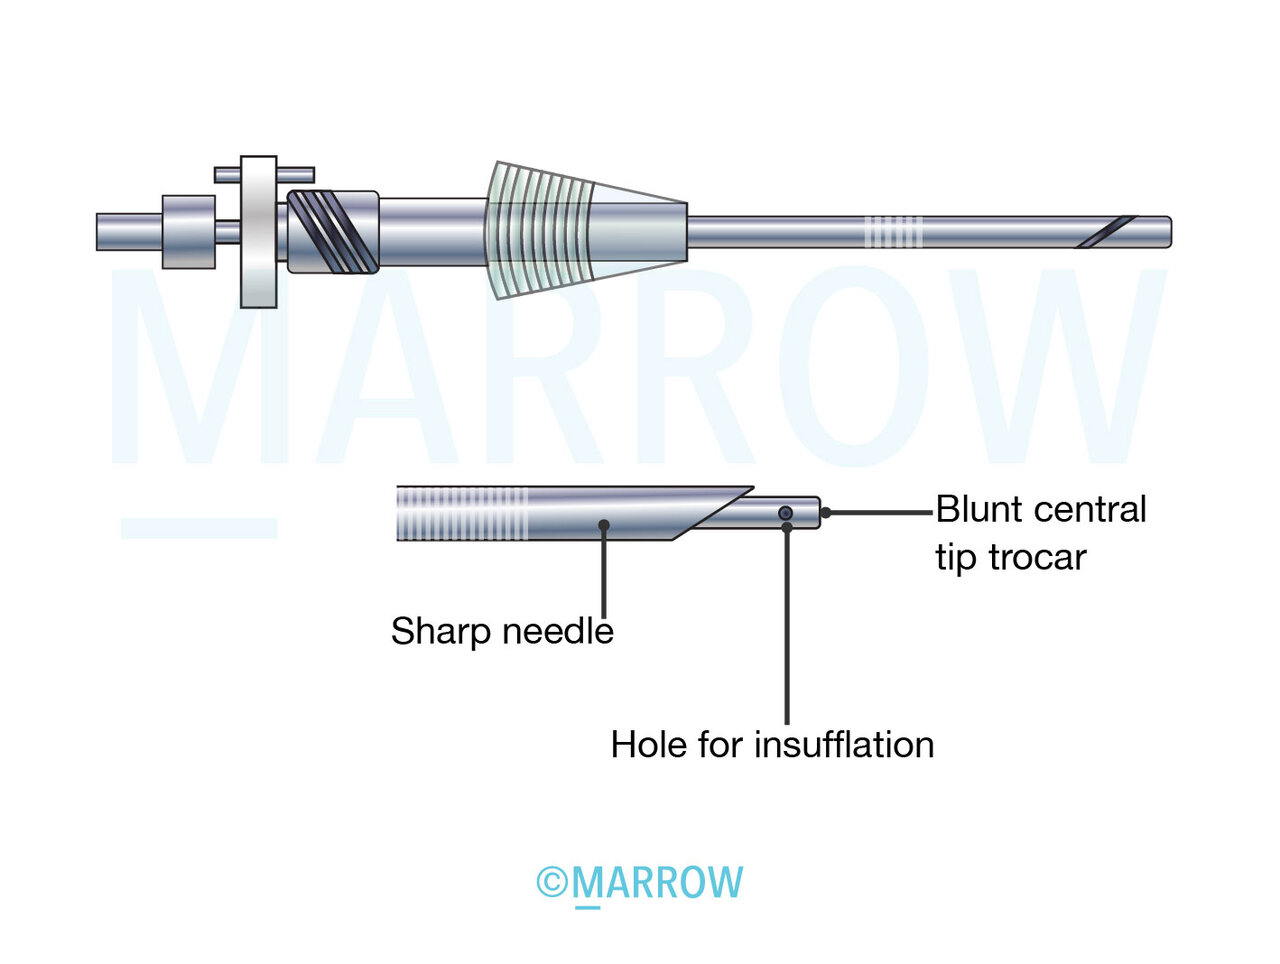 MARROW
Blunt central
tip trocar
Sharp needle
Hole for insufflation
©MARROW